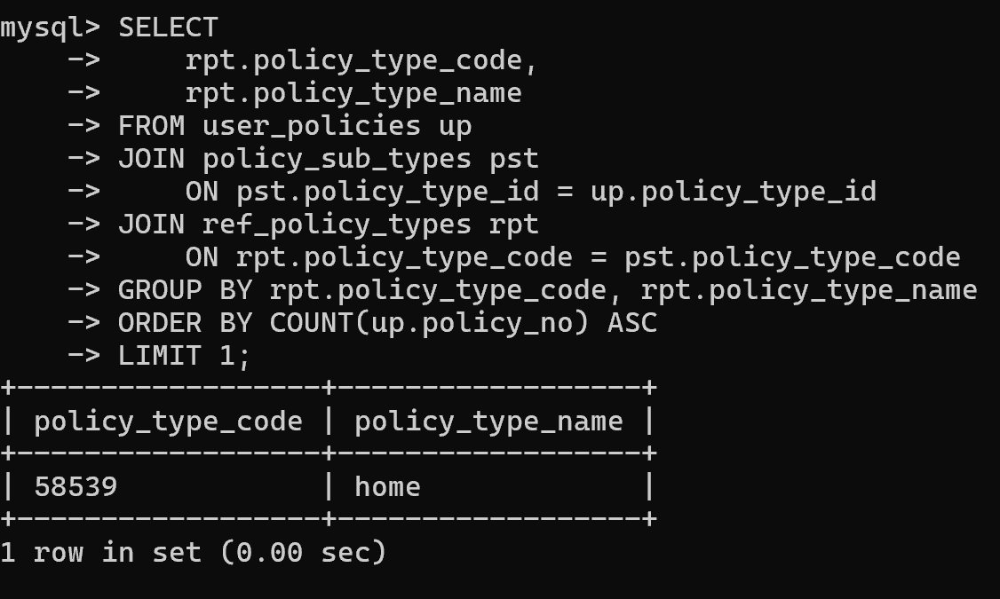 mysql> SELECT
    ->     rpt.policy_type_code,
    ->     rpt.policy_type_name
    -> FROM user_policies up
    -> JOIN policy_sub_types pst
    ->     ON pst.policy_type_id = up.policy_type_id
    -> JOIN ref_policy_types rpt
    ->     ON rpt.policy_type_code = pst.policy_type_code
    -> GROUP BY rpt.policy_type_code, rpt.policy_type_name
    -> ORDER BY COUNT(up.policy_no) ASC
    -> LIMIT 1;
+------------------+------------------+
| policy_type_code | policy_type_name |
+------------------+------------------+
| 58539            | home             |
+------------------+------------------+
1 row in set (0.00 sec)